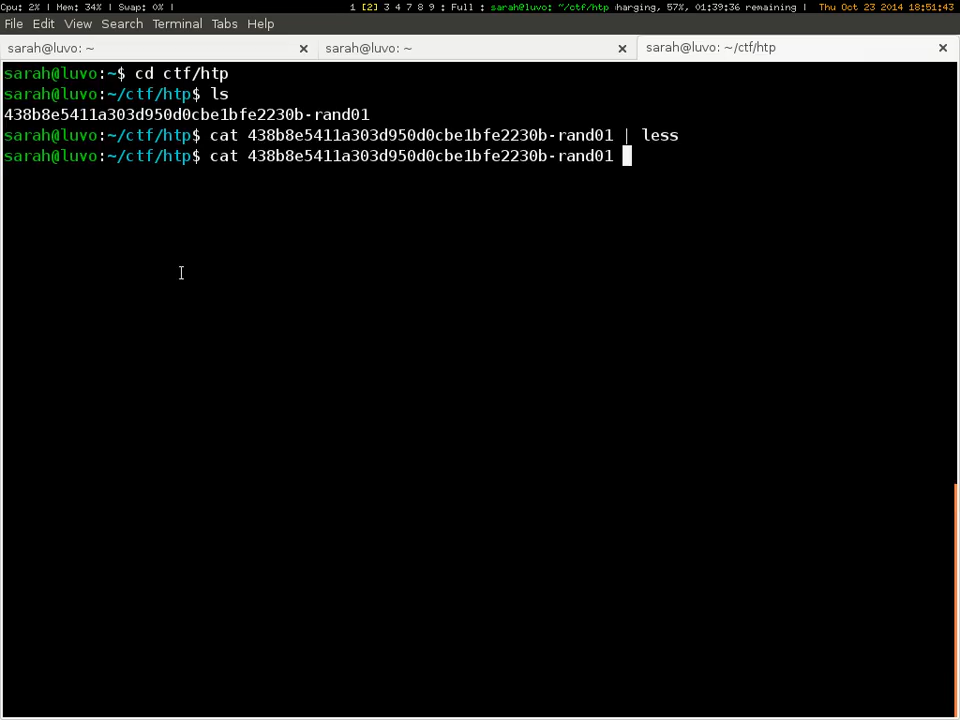 Cpu: 2% | Mem: 34% | Swap: 0% | 1 [2] 3 4 7 8 9 : Full : sarah@luvo: ~/ctf/htp harging, 57%, 01:39:36 remaining | Thu Oct 23 2014 18:51:43
File Edit View Search Terminal Tabs Help
sarah@luvo: ~ sarah@luvo: ~ sarah@luvo: ~/ctf/htp
sarah@luvo:~$ cd ctf/htp
sarah@luvo:~/ctf/htp$ ls
438b8e5411a303d950d0cbe1bfe2230b-rand01
sarah@luvo:~/ctf/htp$ cat 438b8e5411a303d950d0cbe1bfe2230b-rand01 | less
sarah@luvo:~/ctf/htp$ cat 438b8e5411a303d950d0cbe1bfe2230b-rand01